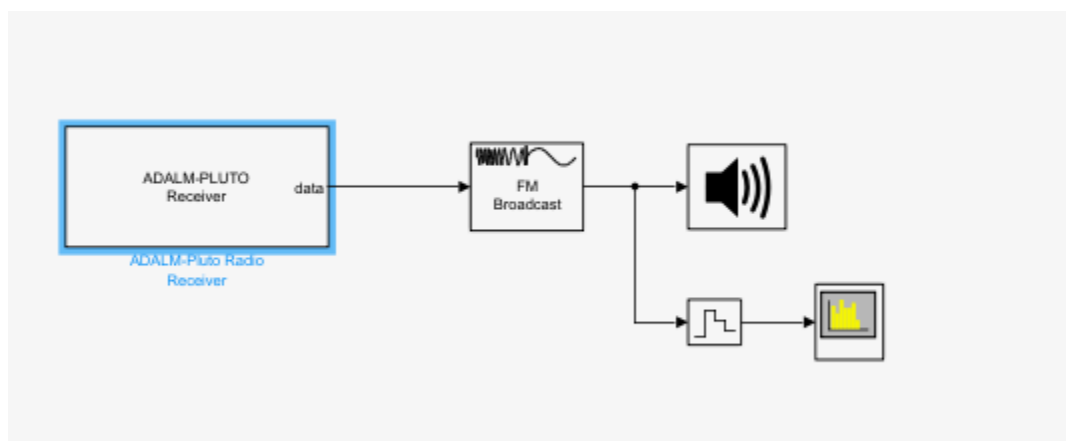 ADALM-PLUTO
Receiver
data
ADALM-Pluto Radio
Receiver
FM
Broadcast